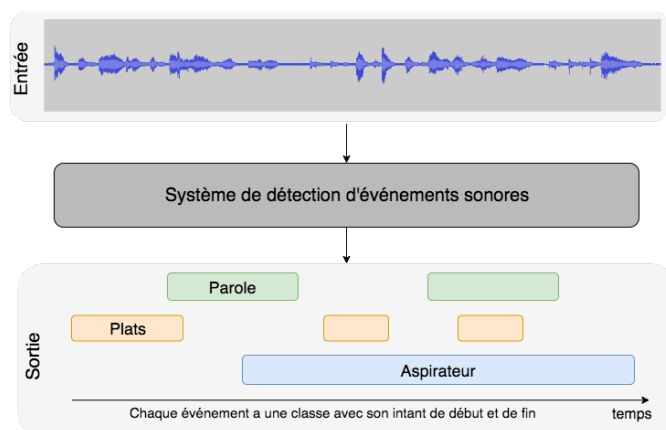 Entrée
Système de détection d'événements sonores
Sortie
Parole
Plats
Aspirateur
Chaque événement a une classe avec son intant de début et de fin
temps